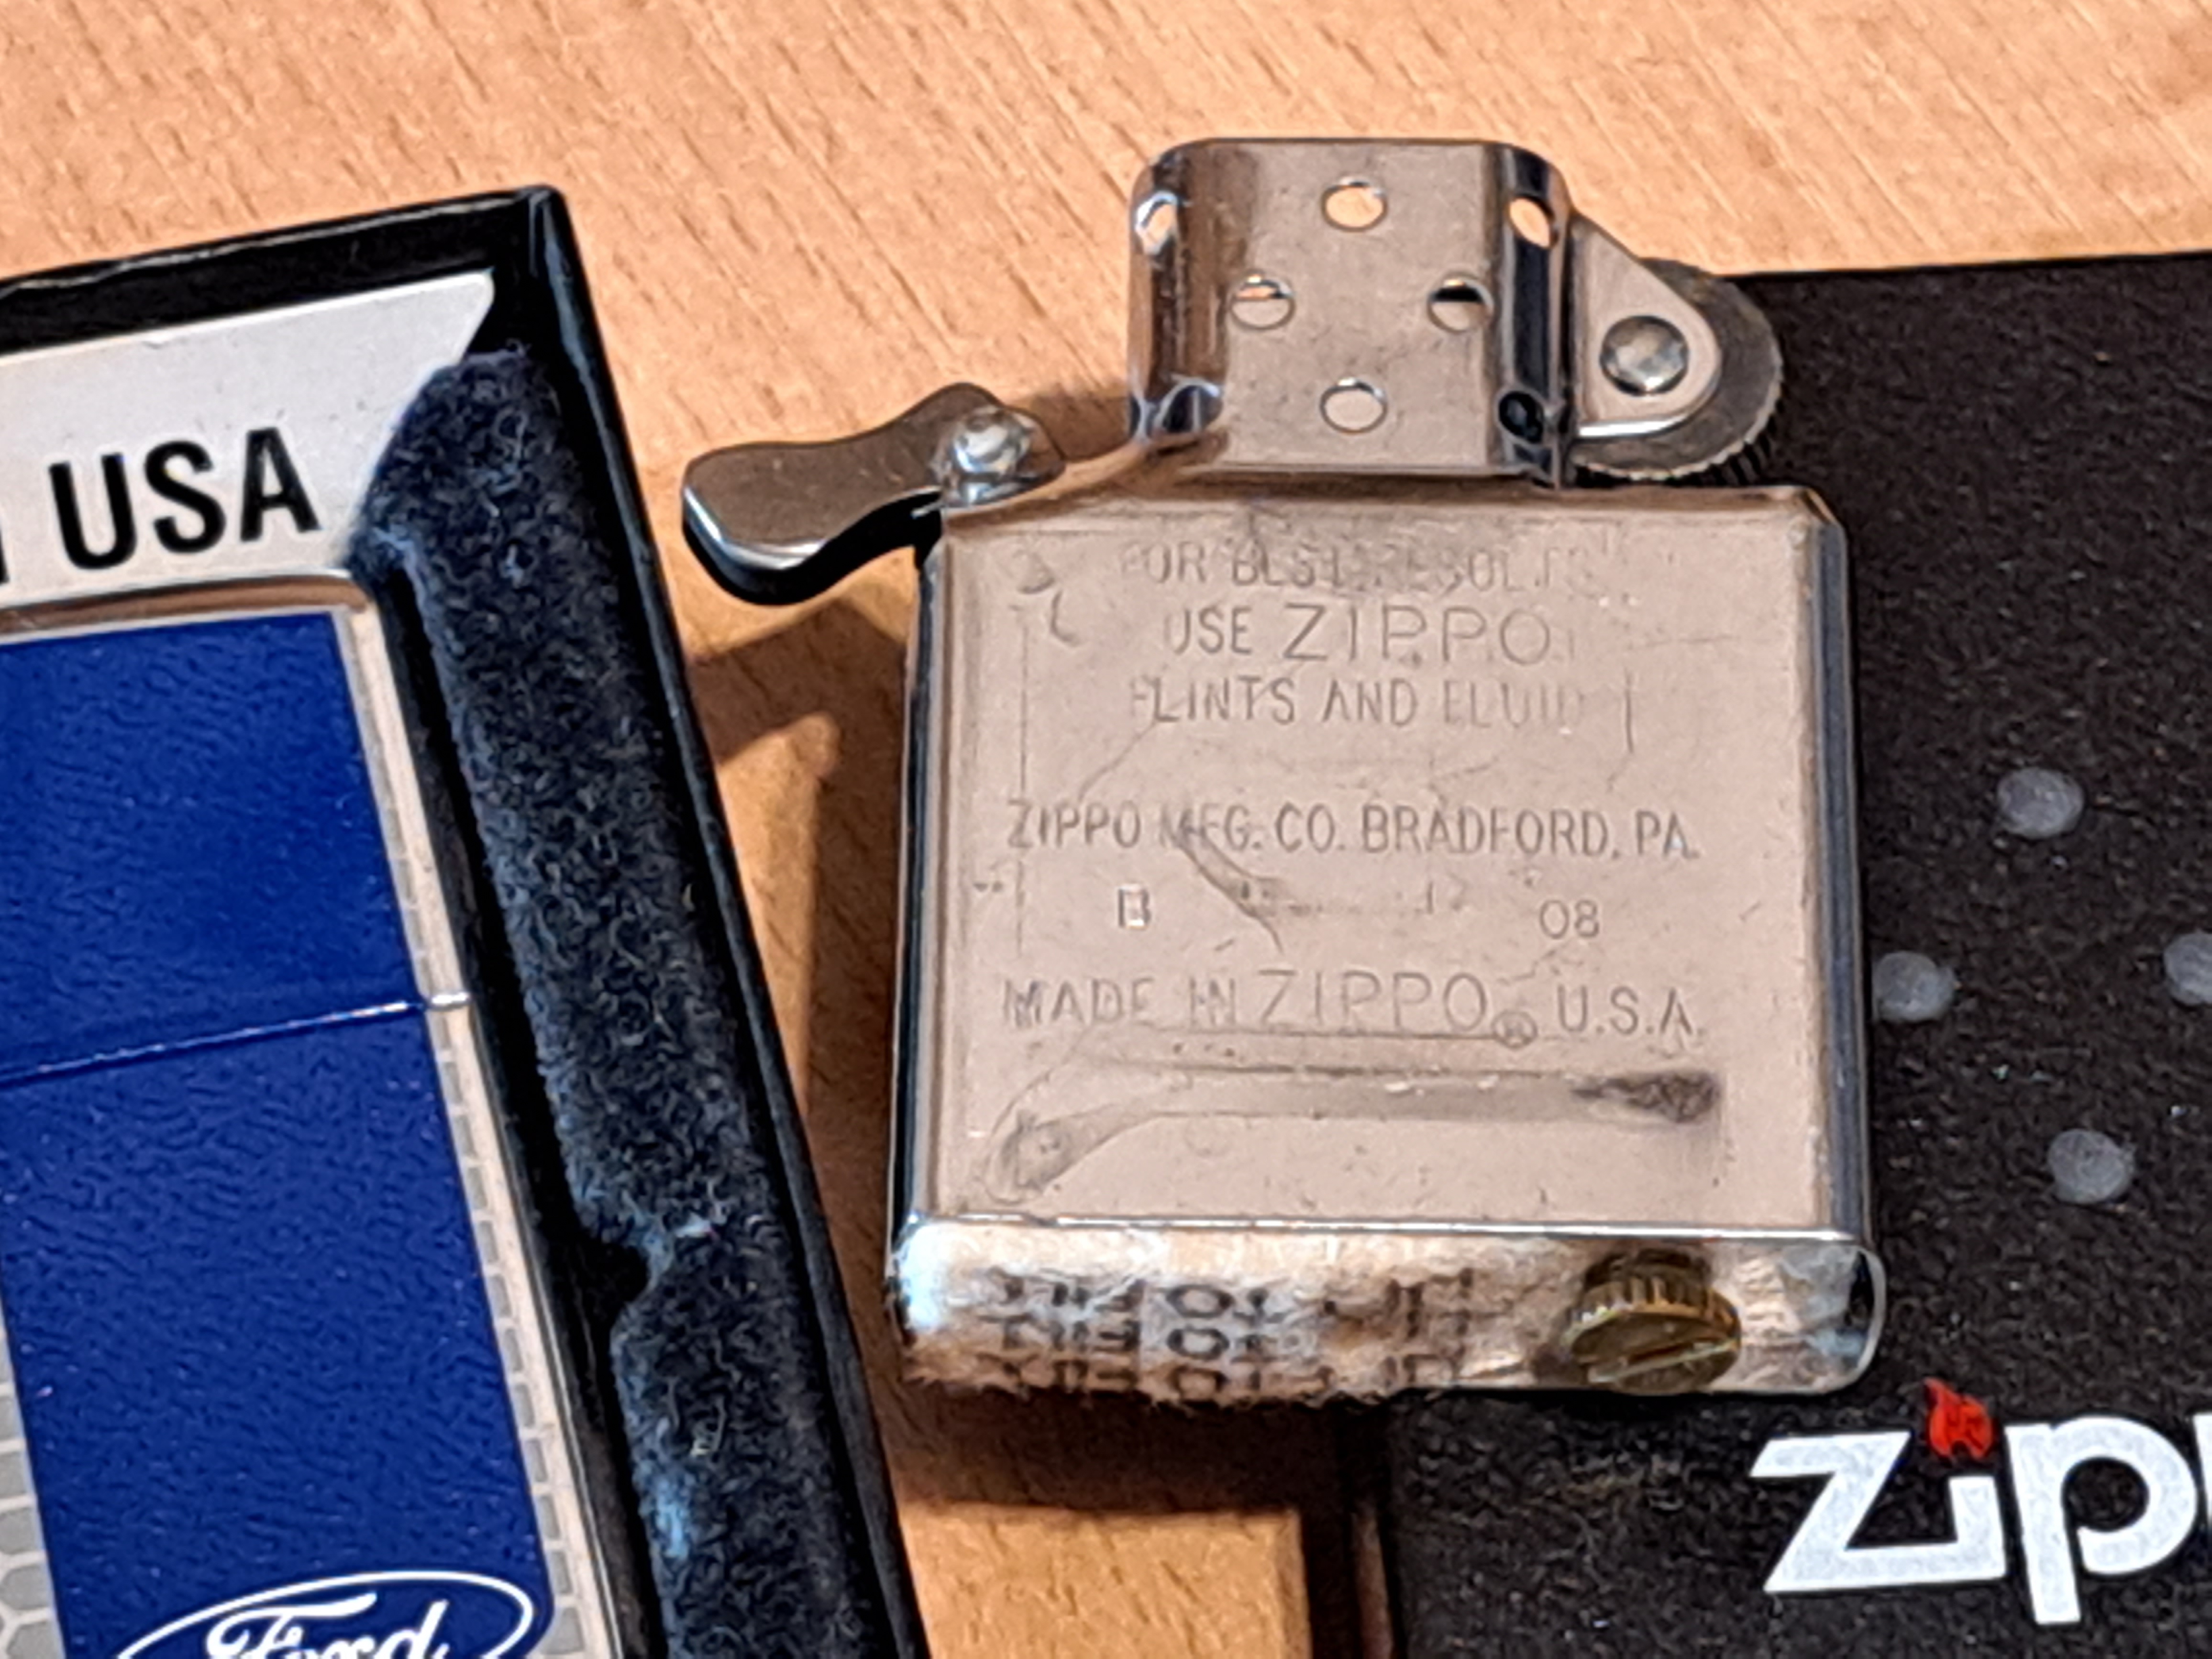 USA
FOR BEST RESULTS
USE ZIPPO
FLINTS AND FLUID
ZIPPO MFG. CO. BRADFORD, PA.
B 08
MADE IN ZIPPO® U.S.A.
Ford